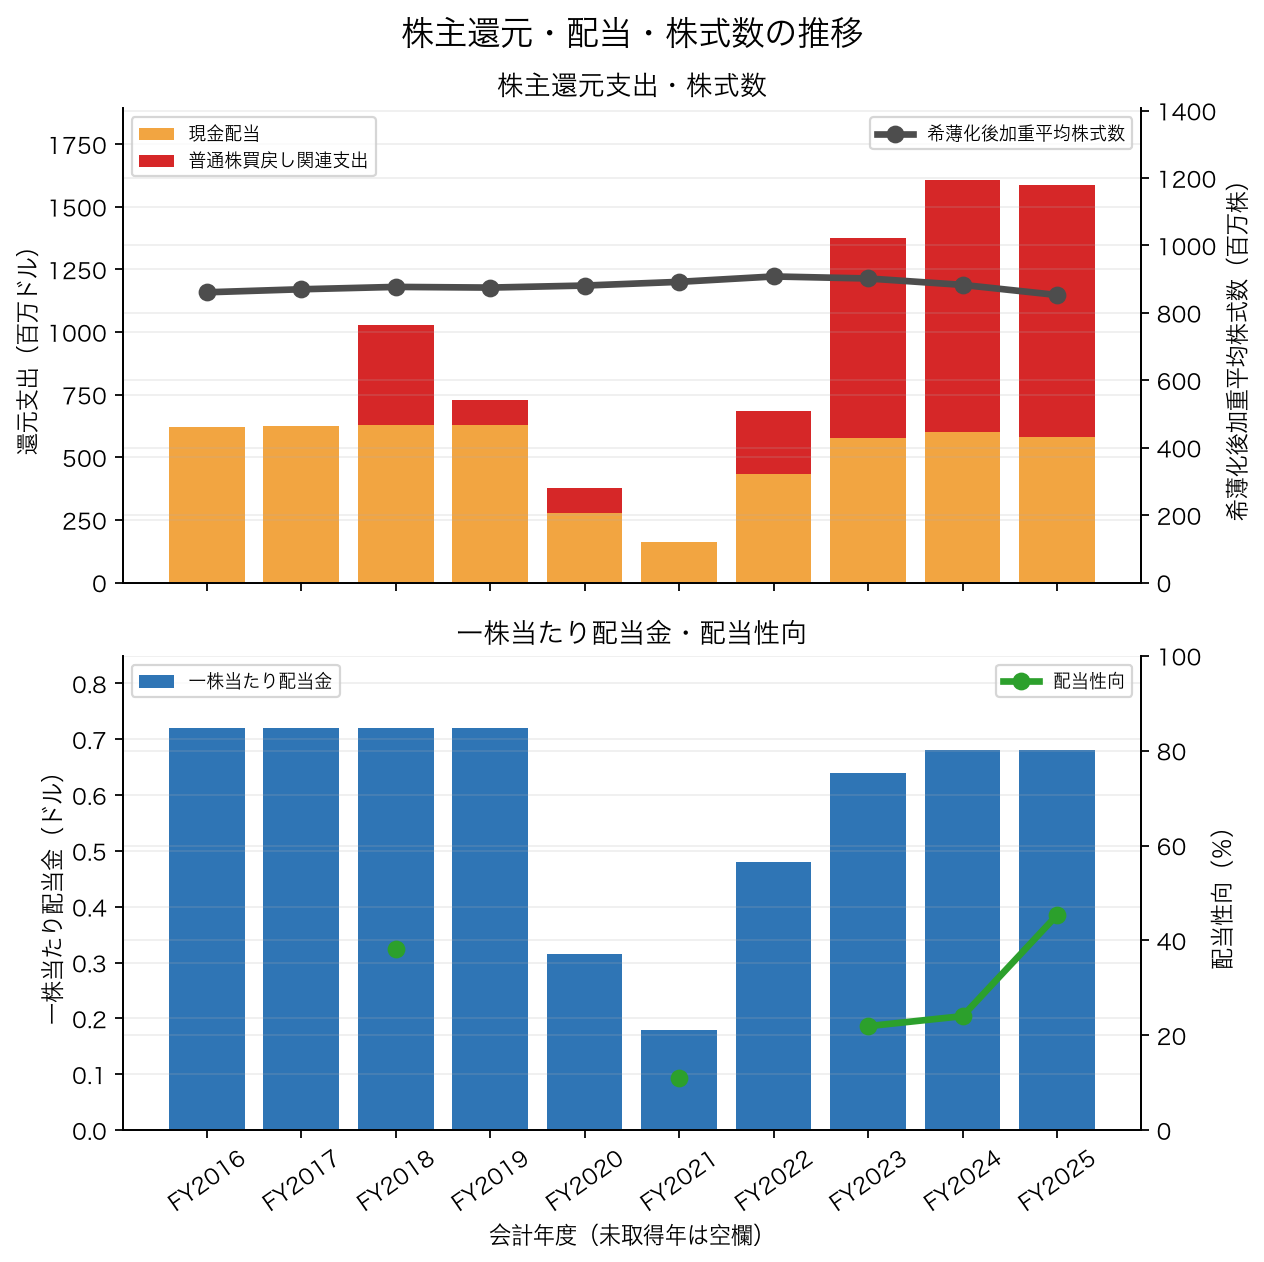 株主還元・配当・株式数の推移
株主還元支出・株式数
現金配当
普通株買戻し関連支出
希薄化後加重平均株式数
還元支出（百万ドル）
1750
1500
1250
1000
750
500
250
0
1400
1200
1000
800
600
400
200
0
希薄化後加重平均株式数（百万株）
一株当たり配当金・配当性向
一株当たり配当金
配当性向
一株当たり配当金（ドル）
0.8
0.7
0.6
0.5
0.4
0.3
0.2
0.1
0.0
100
80
60
40
20
0
配当性向（%）
FY2016 FY2017 FY2018 FY2019 FY2020 FY2021 FY2022 FY2023 FY2024 FY2025
会計年度（未取得年は空欄）